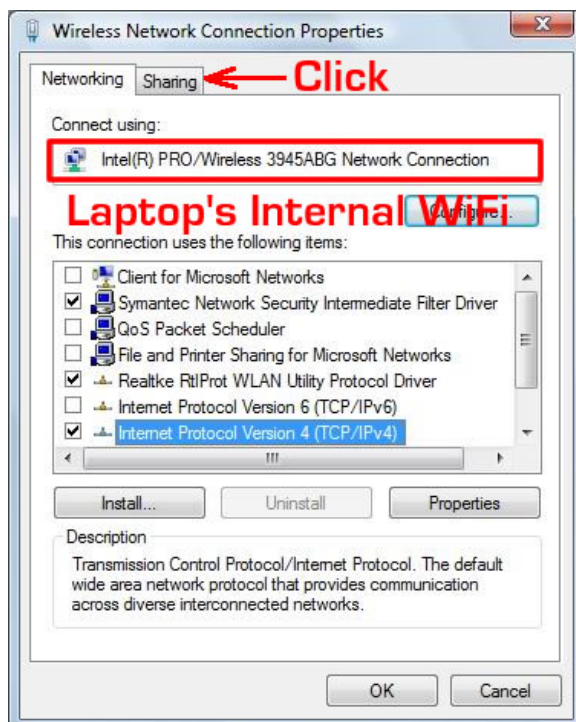 Wireless Network Connection Properties
Networking Sharing Click
Connect using:
Intel(R) PRO/Wireless 3945ABG Network Connection
Laptop's Internal WiFi
Configure...
This connection uses the following items:
Client for Microsoft Networks
Symantec Network Security Intermediate Filter Driver
QoS Packet Scheduler
File and Printer Sharing for Microsoft Networks
Realtke RtlProt WLAN Utility Protocol Driver
Internet Protocol Version 6 (TCP/IPv6)
Internet Protocol Version 4 (TCP/IPv4)
Install... Uninstall Properties
Description
Transmission Control Protocol/Internet Protocol. The default
wide area network protocol that provides communication
across diverse interconnected networks.
OK Cancel